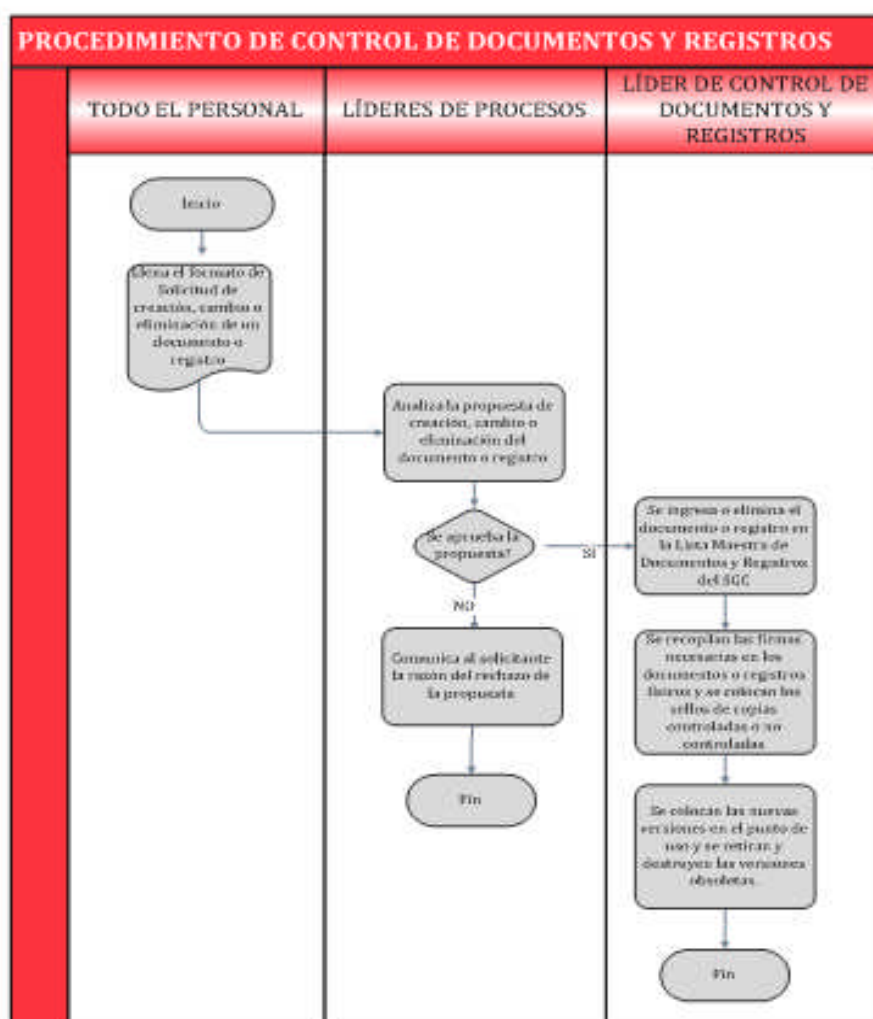 PROCEDIMIENTO DE CONTROL DE DOCUMENTOS Y REGISTROS
TODO EL PERSONAL
LÍDERES DE PROCESOS
LÍDER DE CONTROL DE
DOCUMENTOS Y
REGISTROS
Inicio
Llena el formato de
Solicitud de
creación, cambio o
eliminación de un
documento o
registro
Analiza la propuesta de
creación, cambio o
eliminación del
documento o registro
Se aprueba la
propuesta?
SI
NO
Comunica al solicitante
la razón del rechazo de
la propuesta
Fin
Se ingresa o elimina el
documento o registro en
la Lista Maestra de
Documentos y Registros
del SGC
Se recopilan las firmas
necesarias en los
documentos o registros
físicos y se colocan los
sellos de copias
controladas o no
controladas
Se colocan las nuevas
versiones en el punto de
uso y se retiran y
destruyen las versiones
obsoletas.
Fin